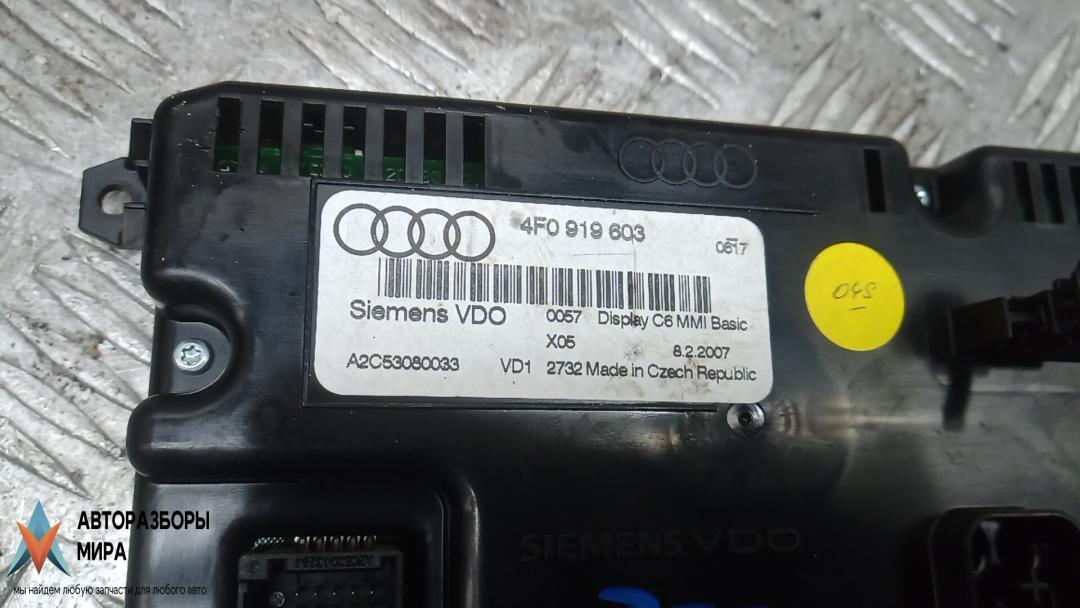 4F0 919 603
0617
Siemens VDO
0057 Display C6 MMI Basic
X05 8.2.2007
A2C53080033 VD1 2732 Made in Czech Republic
SIEMENS VDO
АВТОРАЗБОРЫ
МИРА
мы найдем любую запчасти для любого авто